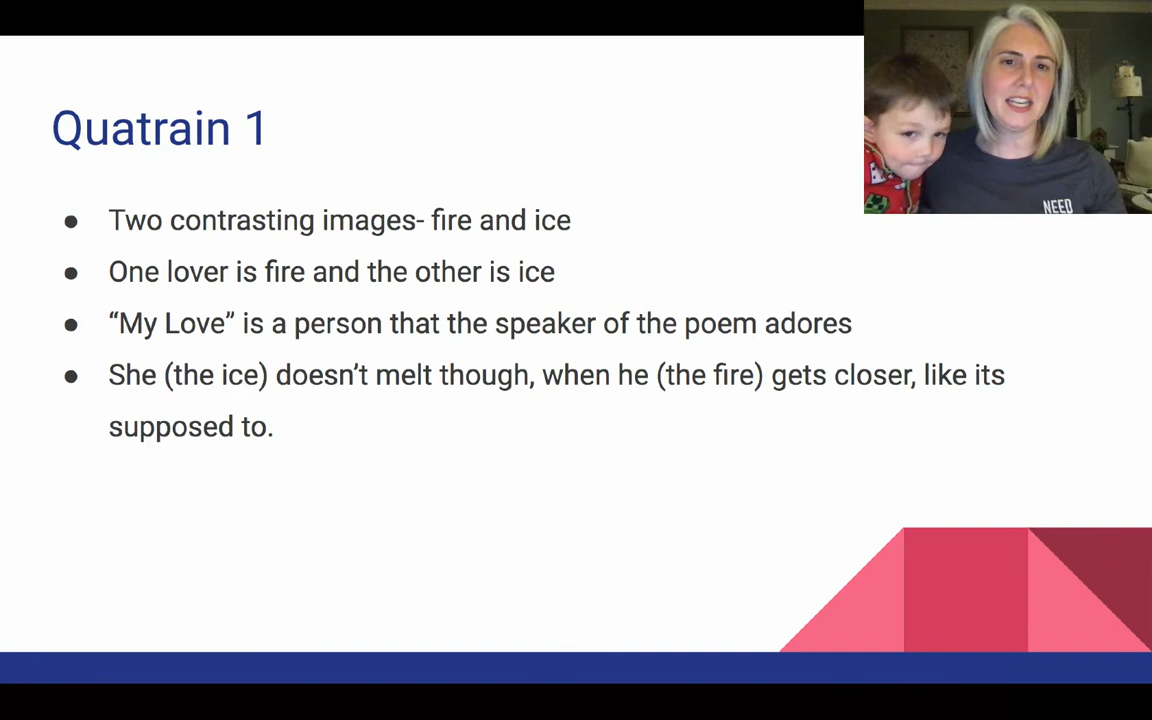 Quatrain 1
● Two contrasting images- fire and ice
● One lover is fire and the other is ice
● “My Love” is a person that the speaker of the poem adores
● She (the ice) doesn’t melt though, when he (the fire) gets closer, like its
supposed to.
NEED